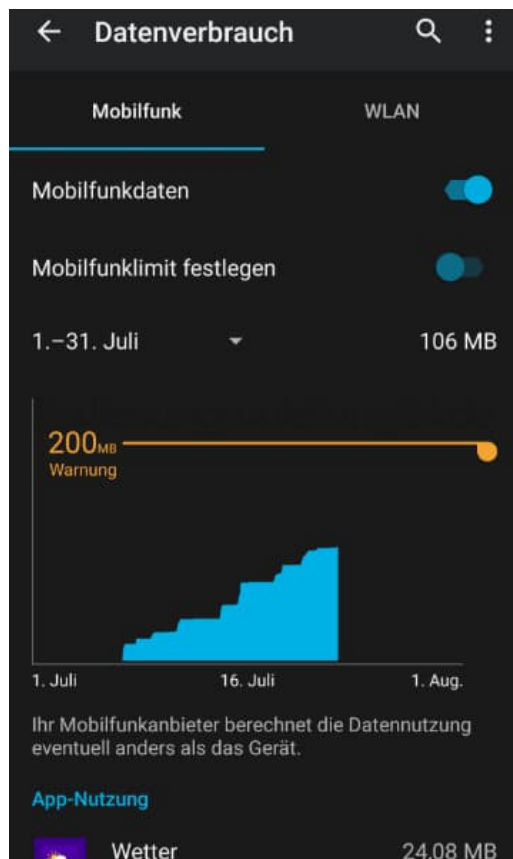 Datenverbrauch
Mobilfunk WLAN
Mobilfunkdaten
Mobilfunklimit festlegen
1.–31. Juli 106 MB
200MB
Warnung
1. Juli 16. Juli 1. Aug.
Ihr Mobilfunkanbieter berechnet die Datennutzung
eventuell anders als das Gerät.
App-Nutzung
Wetter 24,08 MB